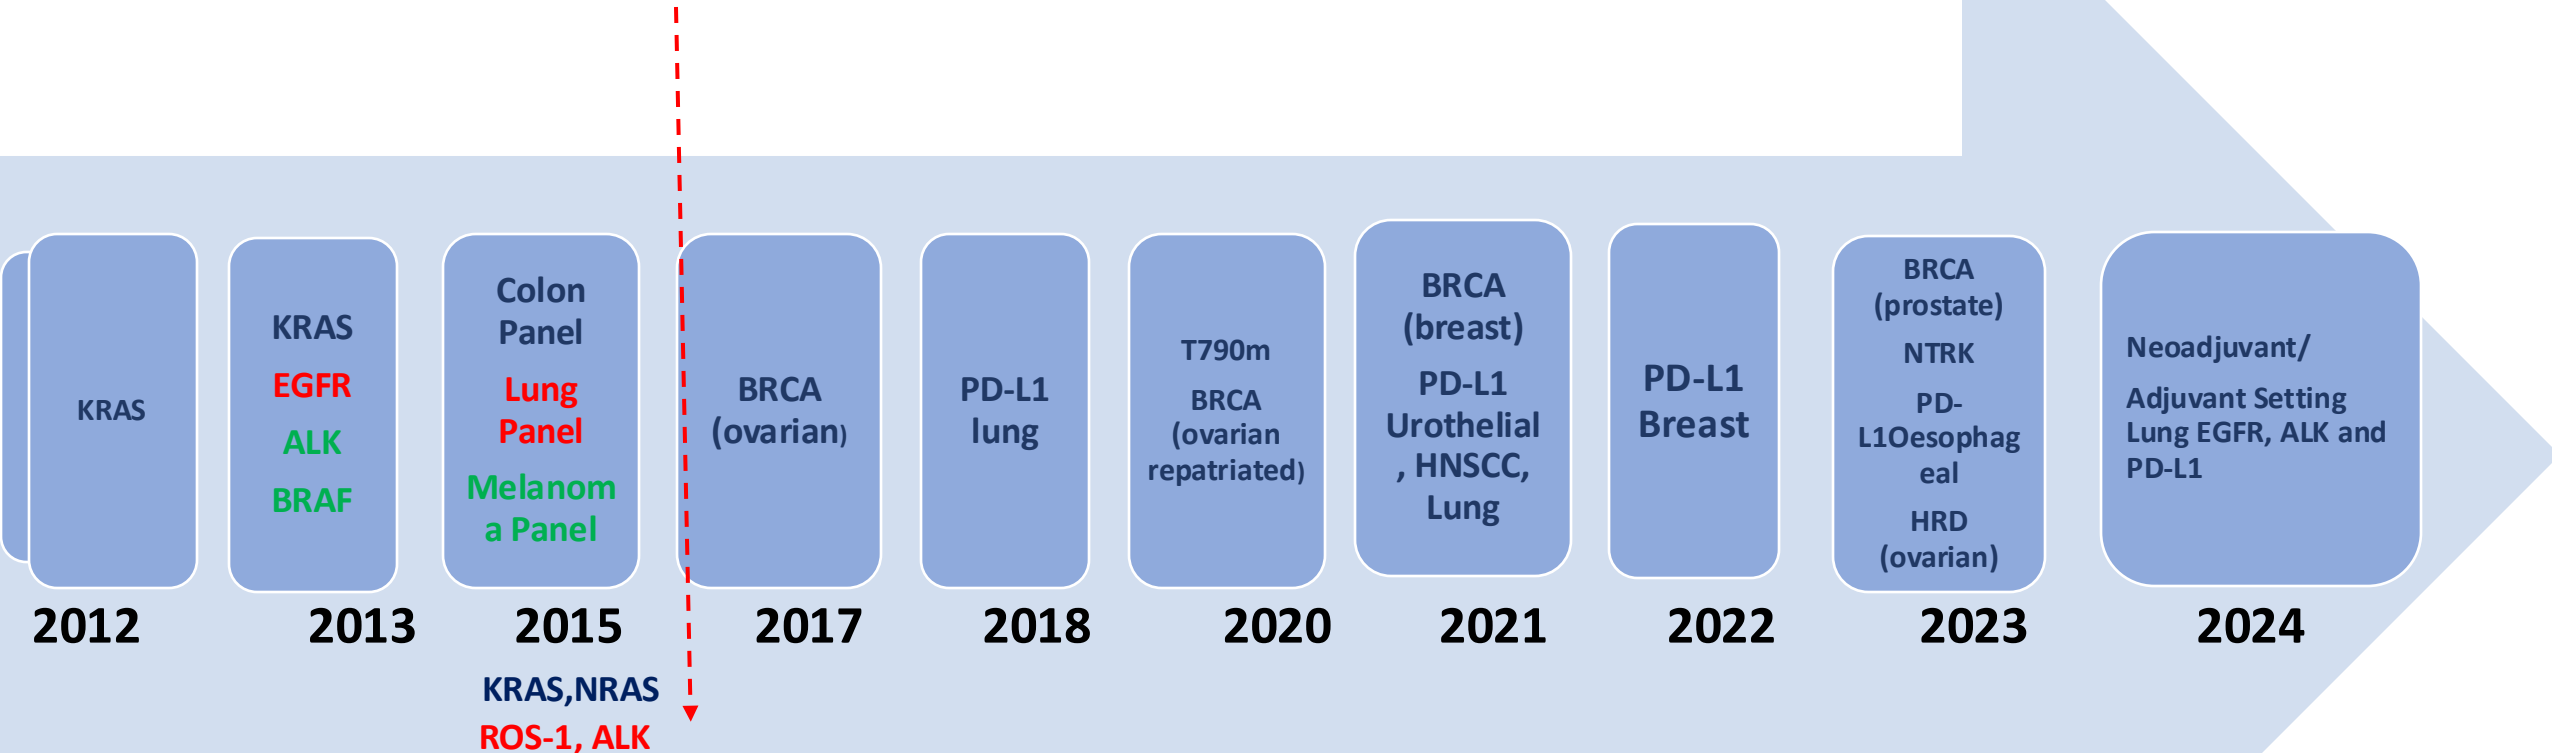 KRAS
KRAS
EGFR
ALK
BRAF
Colon
Panel
Lung
Panel
Melanom
a Panel
BRCA
(ovarian)
PD-L1
lung
T790m
BRCA
(ovarian
repatriated)
BRCA
(breast)
PD-L1
Urothelial
, HNSCC,
Lung
PD-L1
Breast
BRCA
(prostate)
NTRK
PD-
L1Oesophag
eal
HRD
(ovarian)
Neoadjuvant/
Adjuvant Setting
Lung EGFR, ALK and
PD-L1
2012
2013
2015
2017
2018
2020
2021
2022
2023
2024
KRAS,NRAS
ROS-1, ALK